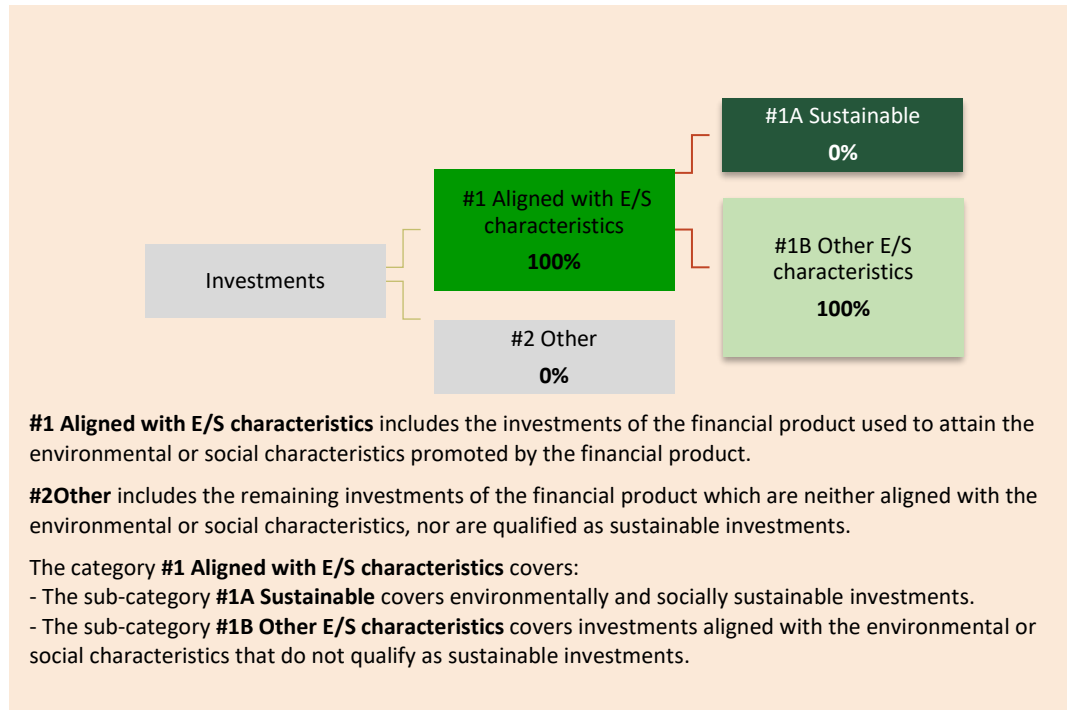 #1A Sustainable
0%
#1 Aligned with E/S
characteristics
100%
#1B Other E/S
characteristics
100%
Investments
#2 Other
0%
#1 Aligned with E/S characteristics includes the investments of the financial product used to attain the
environmental or social characteristics promoted by the financial product.
#2Other includes the remaining investments of the financial product which are neither aligned with the
environmental or social characteristics, nor are qualified as sustainable investments.
The category #1 Aligned with E/S characteristics covers:
- The sub-category #1A Sustainable covers environmentally and socially sustainable investments.
- The sub-category #1B Other E/S characteristics covers investments aligned with the environmental or
social characteristics that do not qualify as sustainable investments.